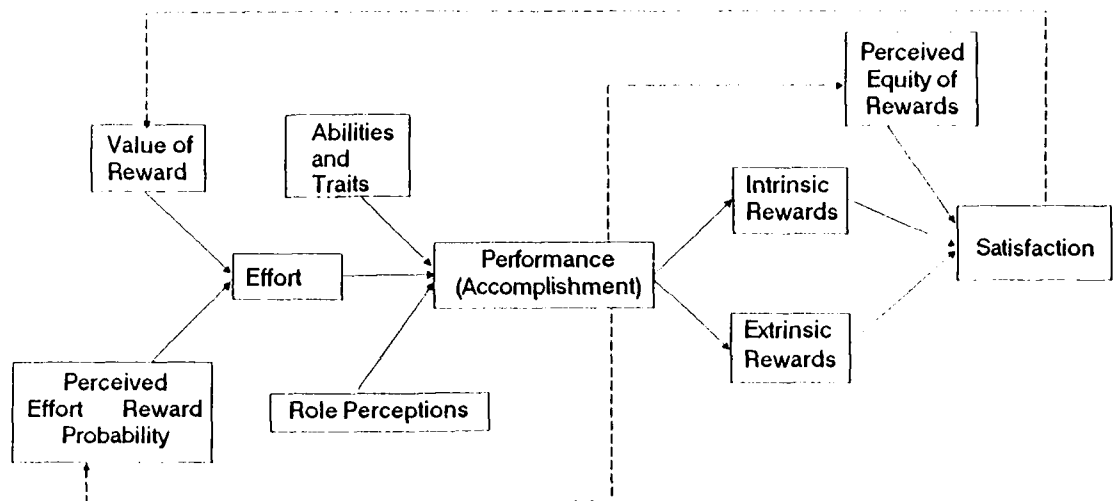 Perceived
Equity of
Rewards
Value of
Reward
Abilities
and
Traits
Intrinsic
Rewards
Effort
Performance
(Accomplishment)
Satisfaction
Extrinsic
Rewards
Perceived
Effort Reward
Probability
Role Perceptions